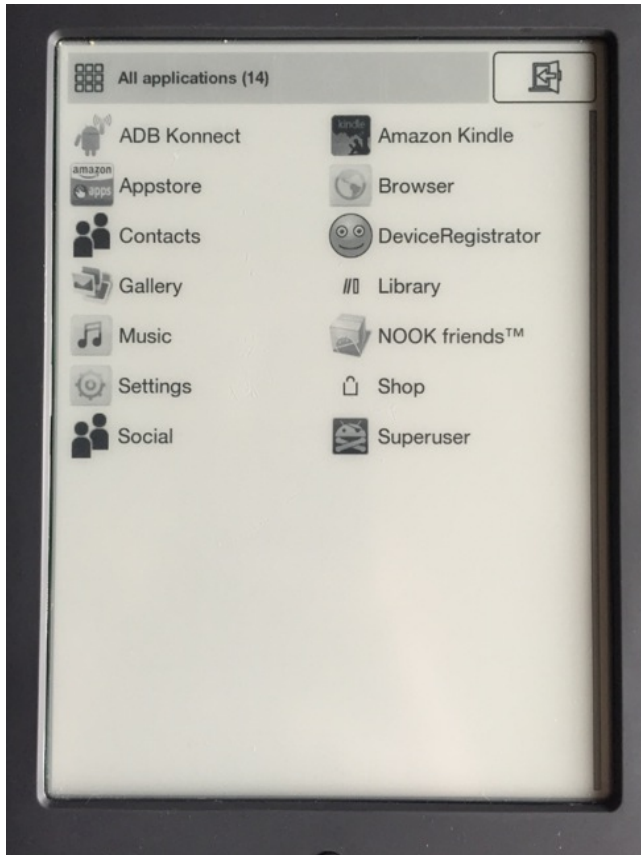 All applications (14)
ADB Konnect
kindle
Amazon Kindle
amazon
apps
Appstore
Browser
Contacts
DeviceRegistrator
Gallery
Library
Music
NOOK friends™
Settings
Shop
Social
Superuser